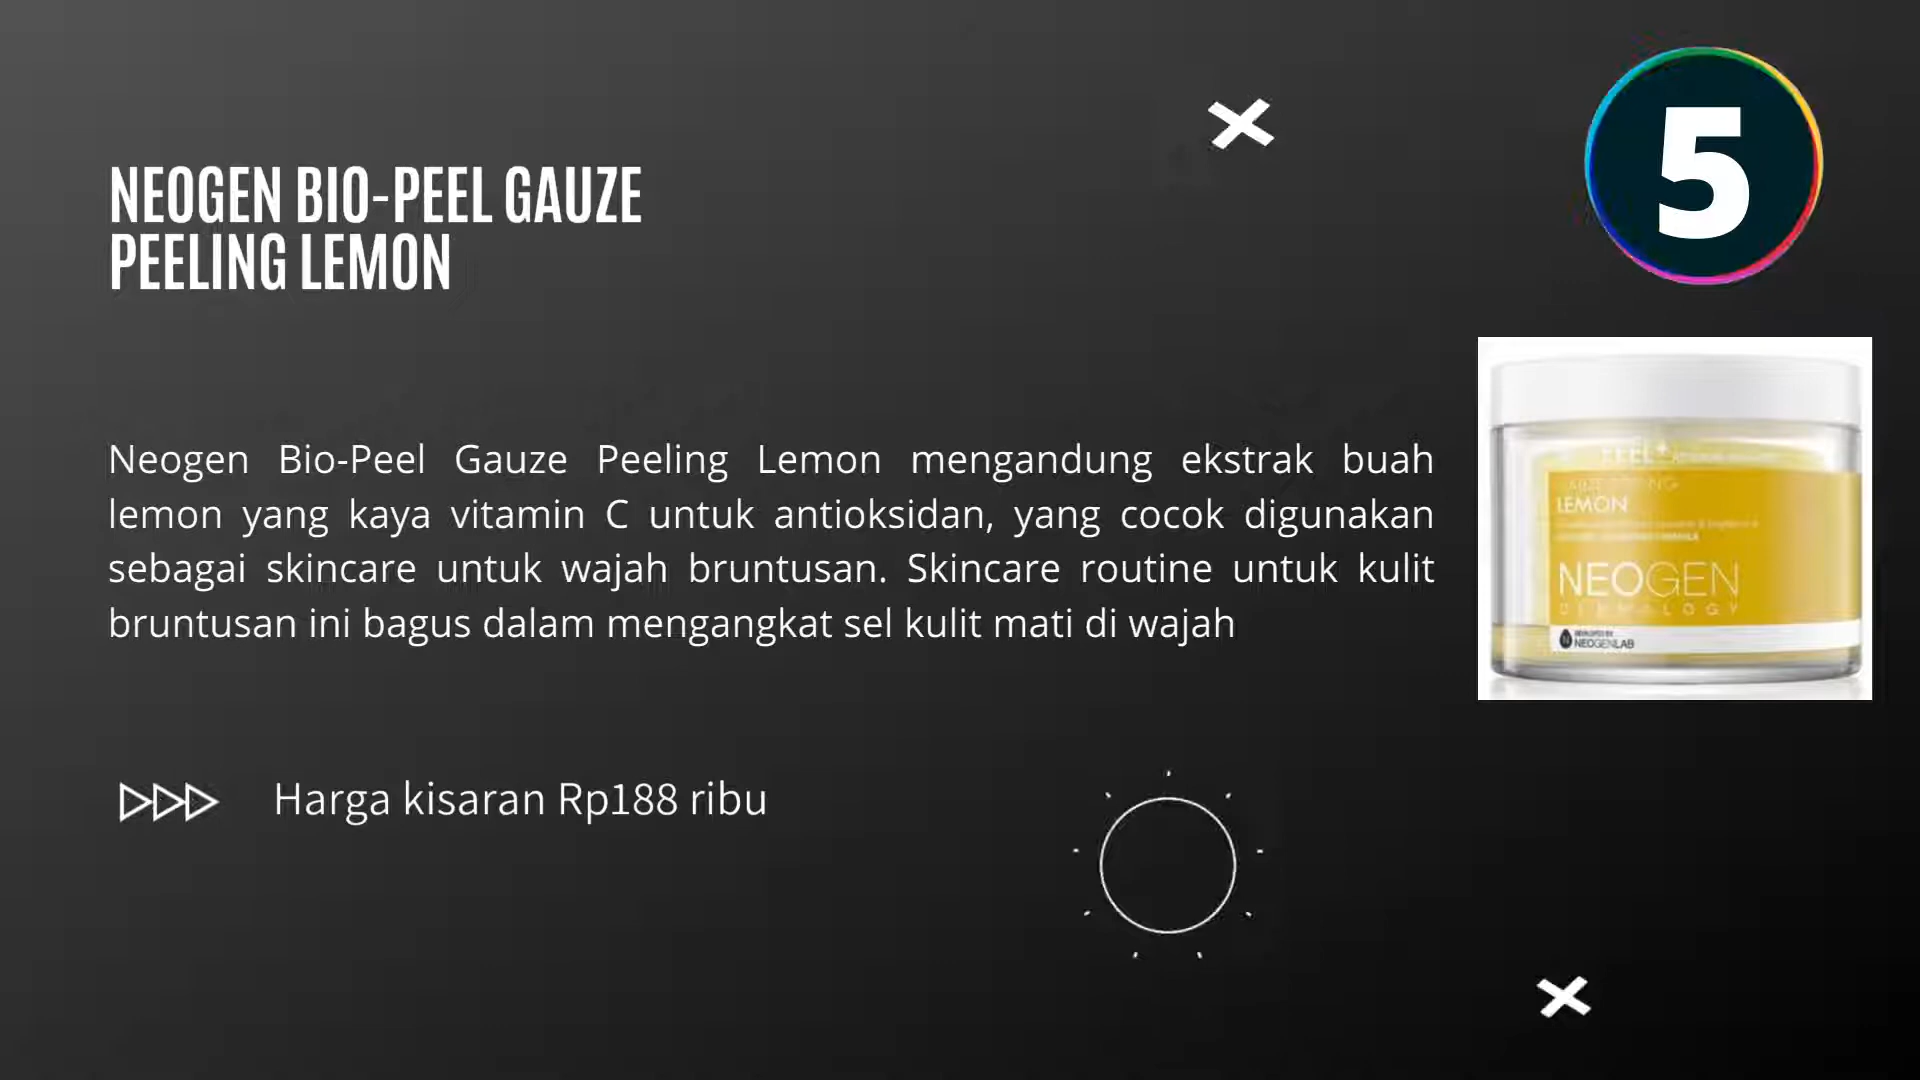 5
NEOGEN BIO-PEEL GAUZE
PEELING LEMON
Neogen Bio-Peel Gauze Peeling Lemon mengandung ekstrak buah
lemon yang kaya vitamin C untuk antioksidan, yang cocok digunakan
sebagai skincare untuk wajah bruntusan. Skincare routine untuk kulit
bruntusan ini bagus dalam mengangkat sel kulit mati di wajah
LEMON
NEOGEN
DERMALOGY
NEOGENLAB
Harga kisaran Rp188 ribu